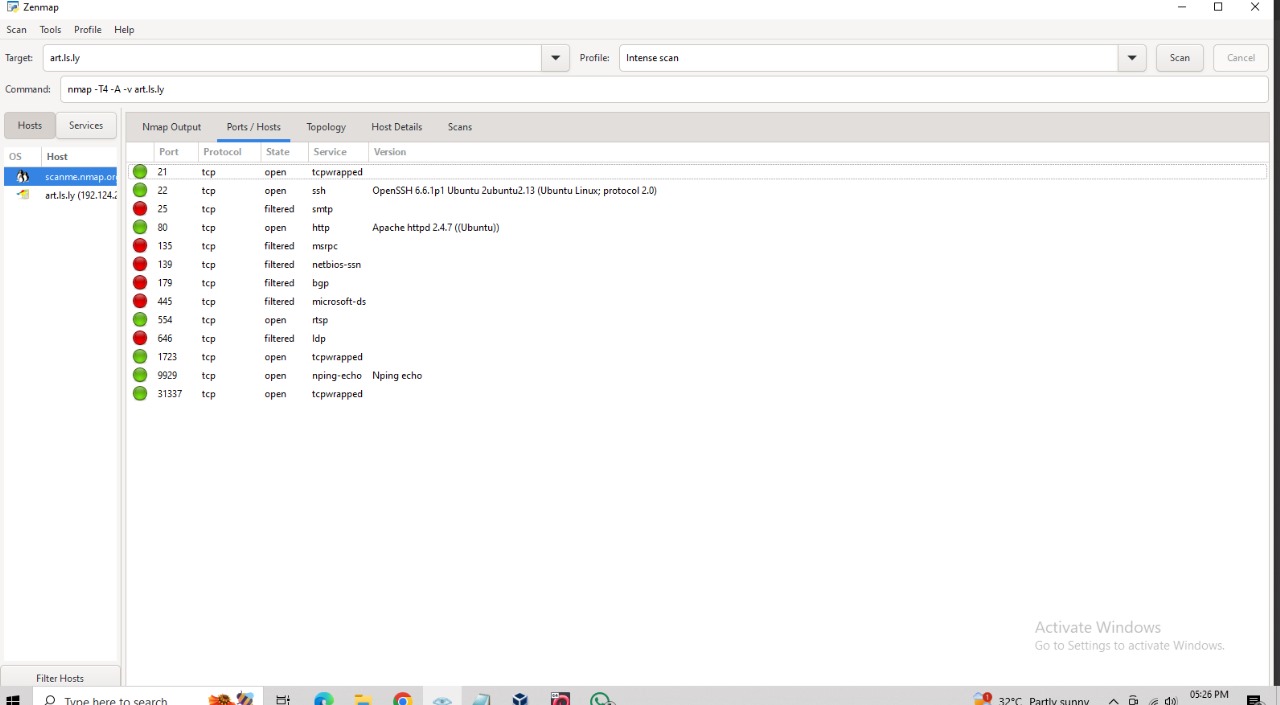 Zenmap
Scan Tools Profile Help
Target: art.ls.ly Profile: Intense scan Scan Cancel
Command: nmap -T4 -A -v art.ls.ly
Hosts Services Nmap Output Ports / Hosts Topology Host Details Scans
OS Host Port Protocol State Service Version
scanme.nmap.or
art.ls.ly (192.124.2
21 tcp open tcpwrapped
22 tcp open ssh OpenSSH 6.6.1p1 Ubuntu 2ubuntu2.13 (Ubuntu Linux; protocol 2.0)
25 tcp filtered smtp
80 tcp open http Apache httpd 2.4.7 ((Ubuntu))
135 tcp filtered msrpc
139 tcp filtered netbios-ssn
179 tcp filtered bgp
445 tcp filtered microsoft-ds
554 tcp open rtsp
646 tcp filtered ldp
1723 tcp open tcpwrapped
9929 tcp open nping-echo Nping echo
31337 tcp open tcpwrapped
Activate Windows
Go to Settings to activate Windows.
Filter Hosts
Type here to search
1
32°C Partly sunny
05:26 PM